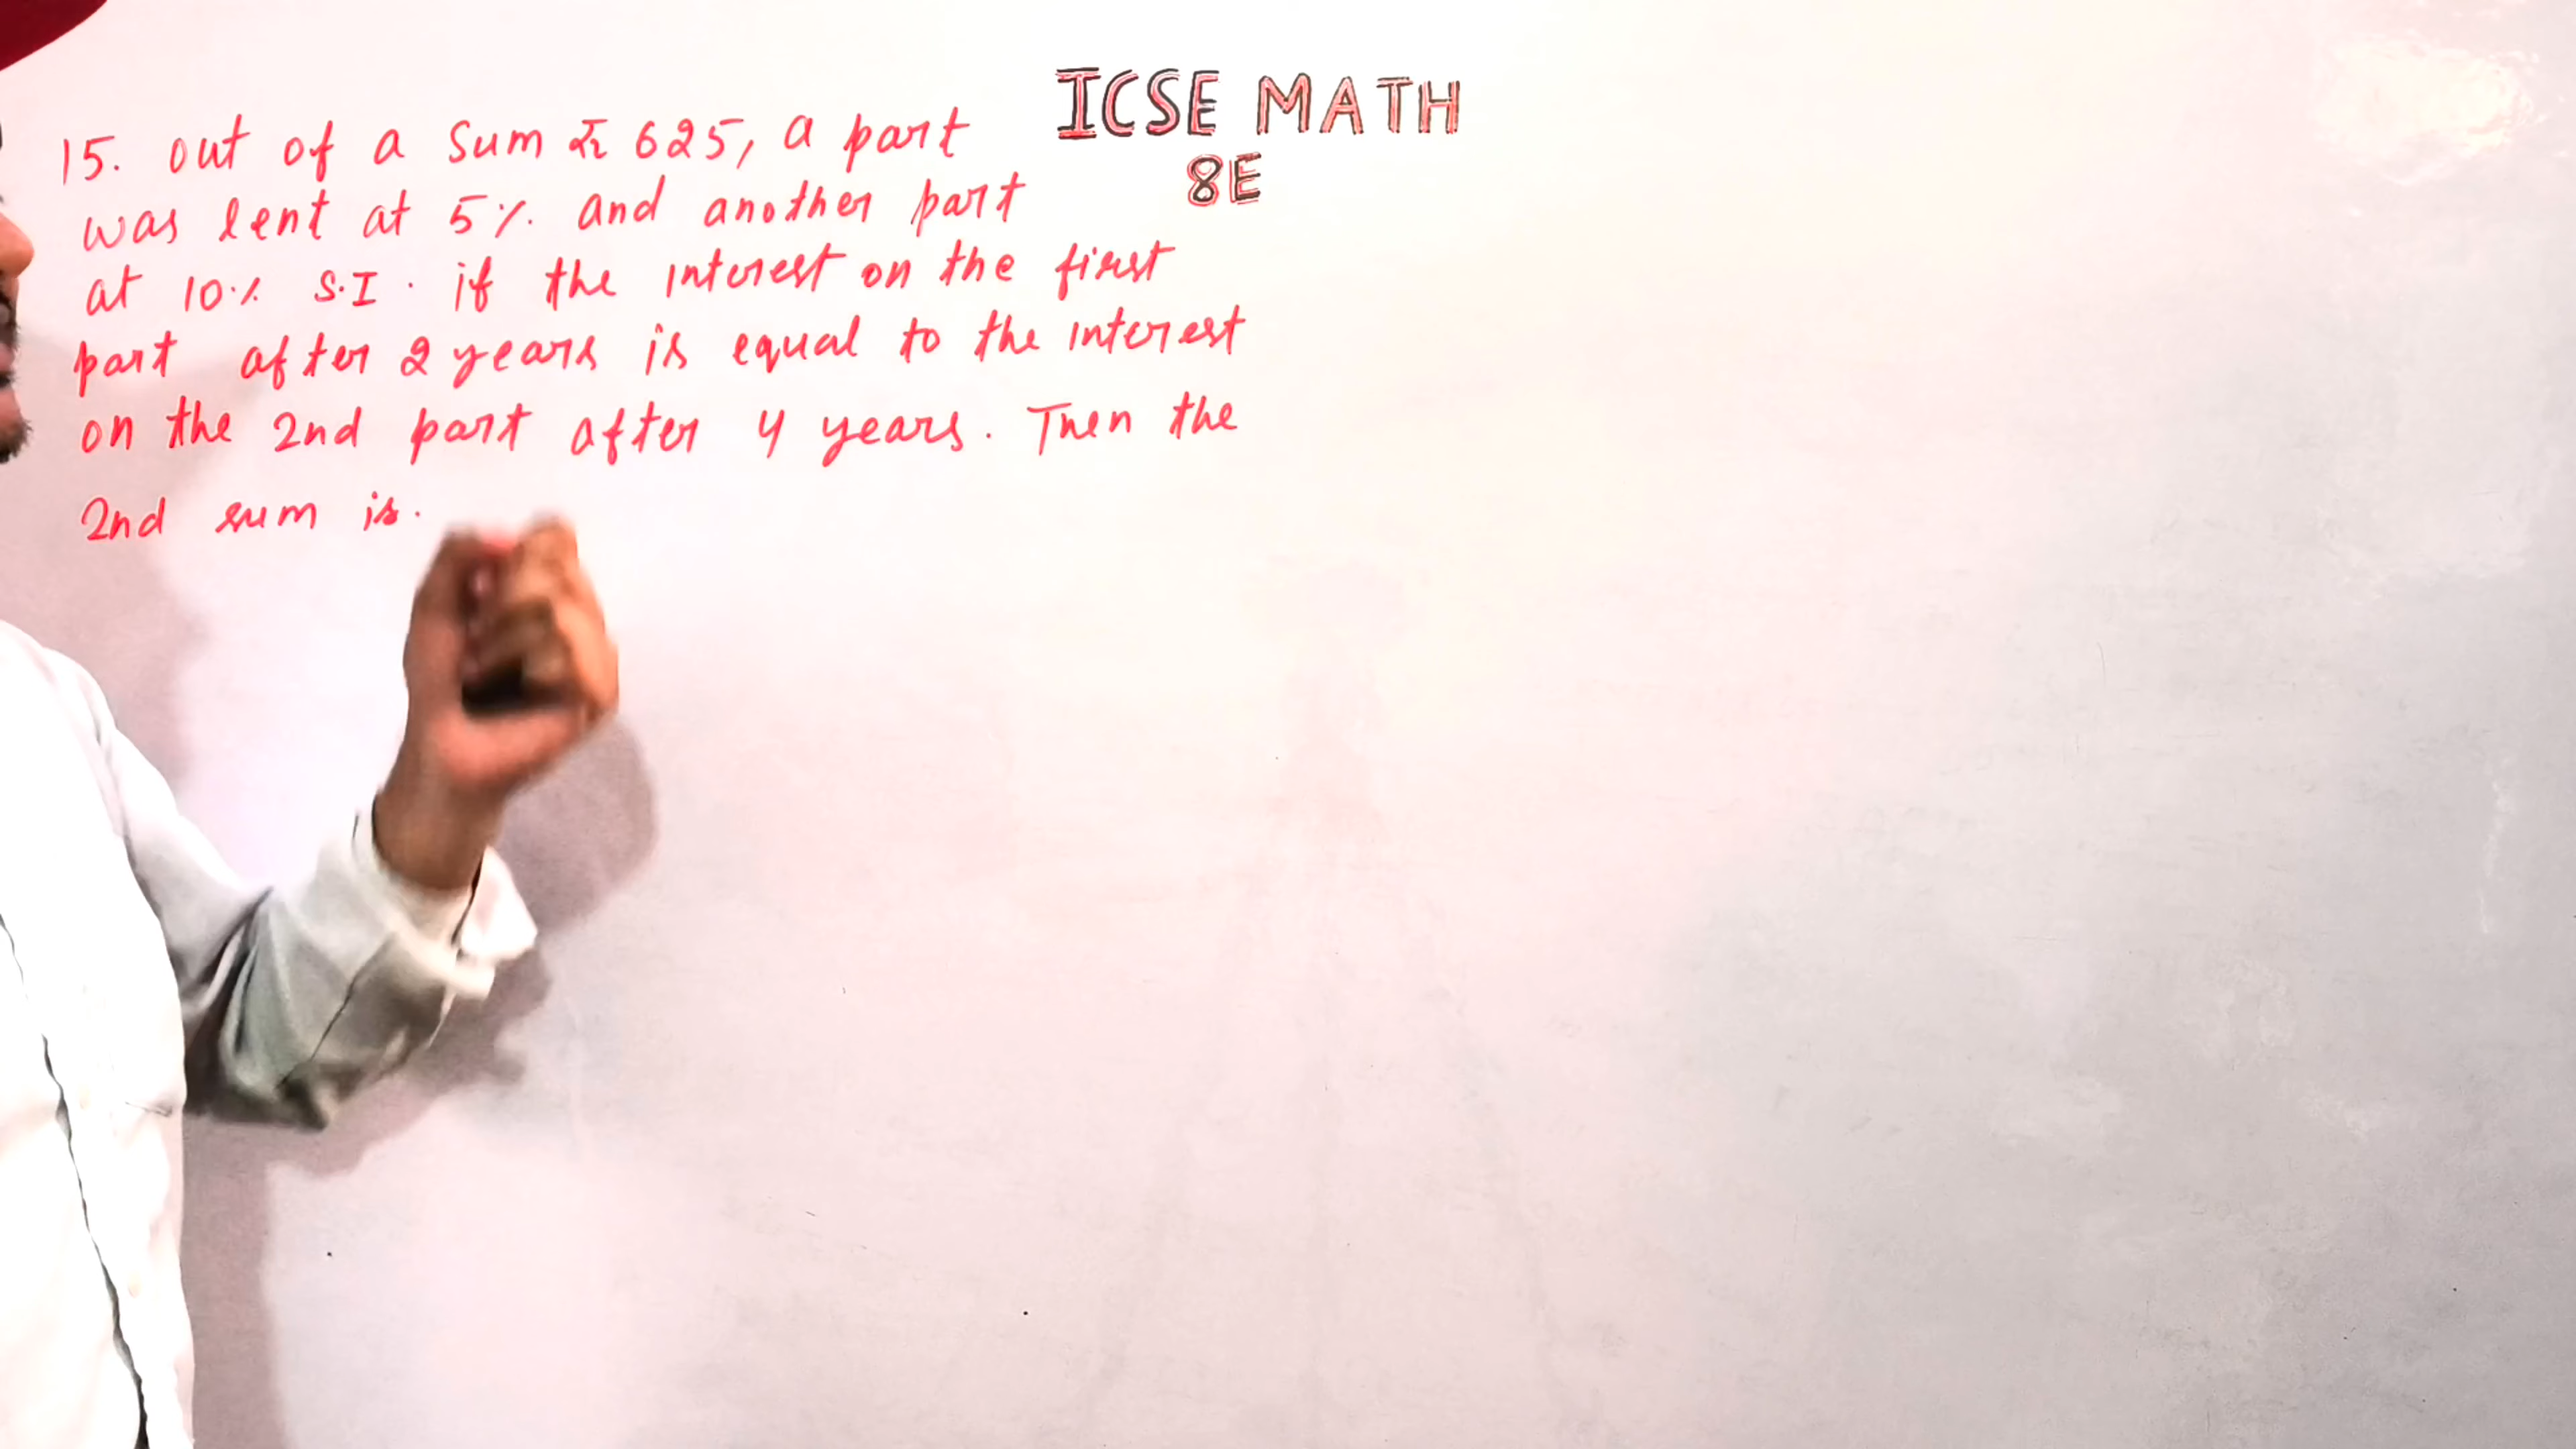 ICSE MATH
8E
15. out of a sum ₹ 625, a part
was lent at 5% and another part
at 10% S.I. if the interest on the first
part after 2 years is equal to the interest
on the 2nd part after 4 years. Then the
2nd sum is.